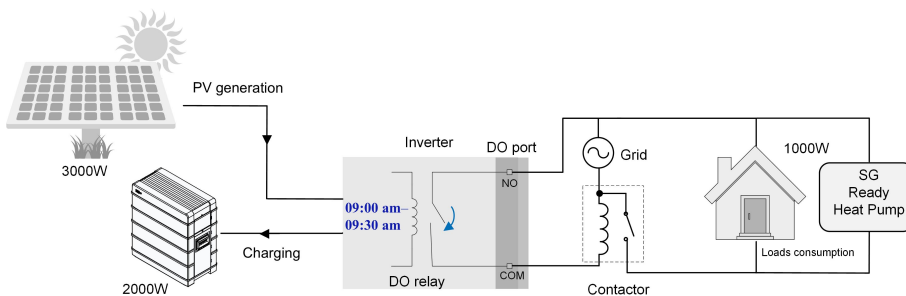 PV generation
3000W
Inverter
DO port
NO
Grid
1000W
SG
Ready
Heat Pump
09:00 am
09:30 am
Charging
Loads consumption
DO relay
COM
2000W
Contactor